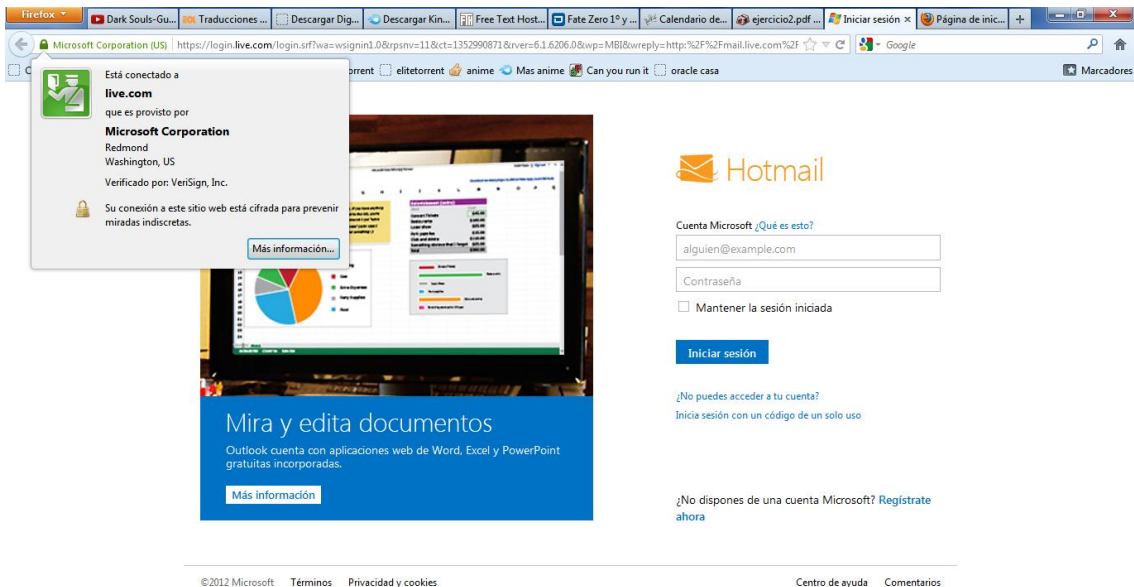 Firefox
Dark Souls-Gu...
Traducciones ...
Descargar Dig...
Descargar Kin...
Free Text Host...
Fate Zero 1º y ...
Calendario de...
ejercicio2.pdf ...
Iniciar sesión
Página de inic...
Microsoft Corporation (US)
https://login.live.com/login.srf?wa=wsignin1.0&rpsnv=11&ct=1352990871&rver=6.1.6206.0&wp=MBI&wreply=http:%2F%2Fmail.live.com%2F
Google
orrent
elitetorrent
anime
Mas anime
Can you run it
oracle casa
Marcadores
Está conectado a
live.com
que es provisto por
Microsoft Corporation
Redmond
Washington, US
Verificado por: VeriSign, Inc.
Su conexión a este sitio web está cifrada para prevenir
miradas indiscretas.
Más información...
Mira y edita documentos
Outlook cuenta con aplicaciones web de Word, Excel y PowerPoint
gratuitas incorporadas.
Más información
Hotmail
Cuenta Microsoft ¿Qué es esto?
alguien@example.com
Contraseña
Mantener la sesión iniciada
Iniciar sesión
¿No puedes acceder a tu cuenta?
Inicia sesión con un código de un solo uso
¿No dispones de una cuenta Microsoft? Regístrate
ahora
©2012 Microsoft Términos Privacidad y cookies
Centro de ayuda Comentarios